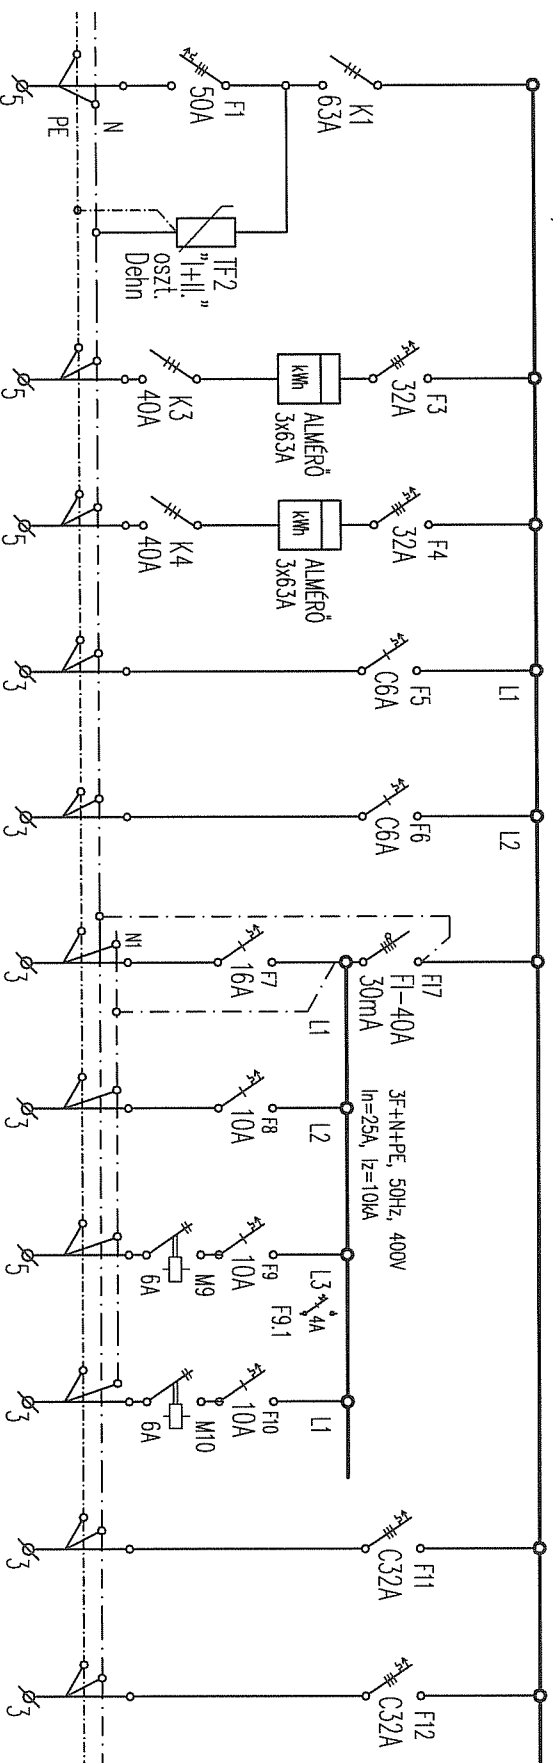 K1
63A
F1
50A
N
PE
5
TF2
"I+II."
oszt.
Dehn
F3
32A
ALMÉRŐ
3x63A
kWh
K3
40A
5
F4
32A
ALMÉRŐ
3x63A
kWh
K4
40A
5
L1
F5
C6A
3
L2
F6
C6A
3
FI7
FI-40A
30mA
L1
F7
16A
N1
3
3F+N+PE, 50Hz, 400V
In=25A, Iz=10kA
L2
F8
10A
3
L3
4A
F9.1
F9
10A
M9
6A
5
L1
F10
10A
M10
6A
3
F11
C32A
3
F12
C32A
3